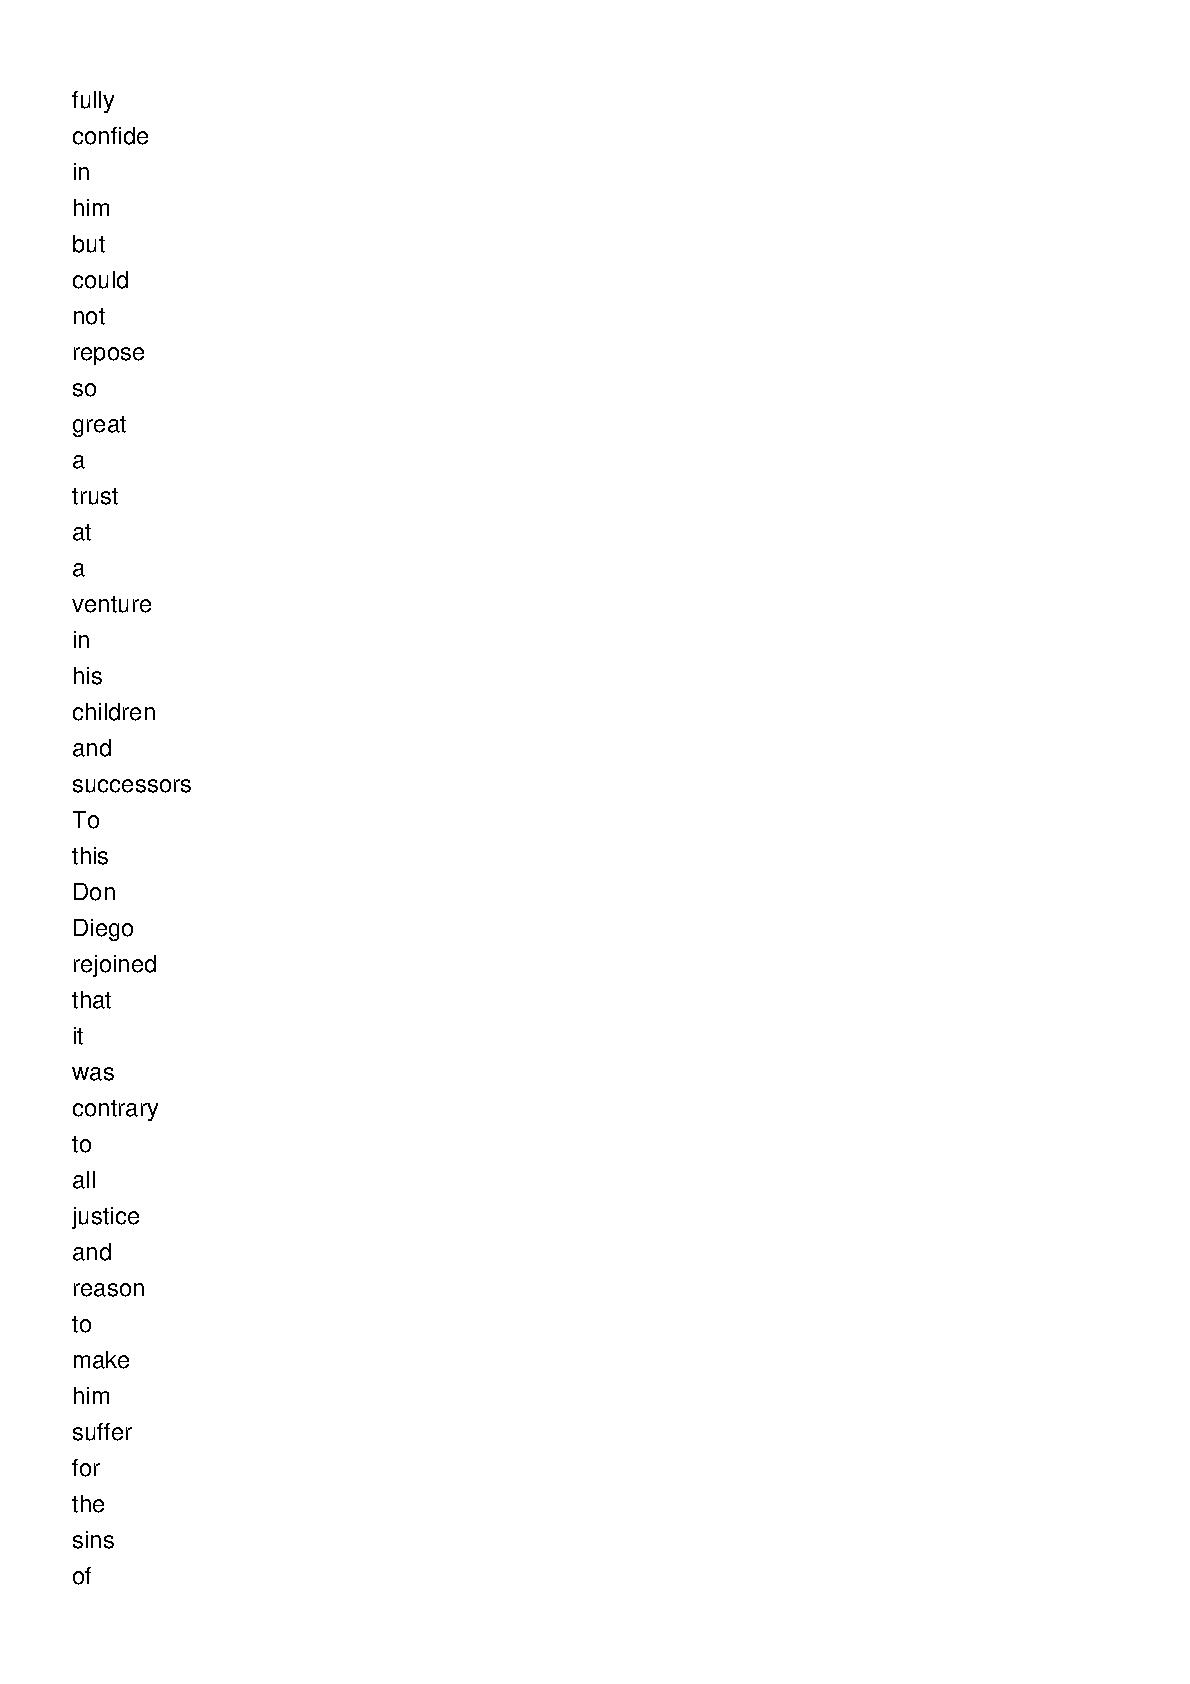 fully
confide
in
him
but
could
not
repose
so
great
a
trust
at
a
venture
in
his
children
and
successors
To
this
Don
Diego
rejoined
that
it
was
contrary
to
all
justice
and
reason
to
make
him
suffer
for
the
sins
of